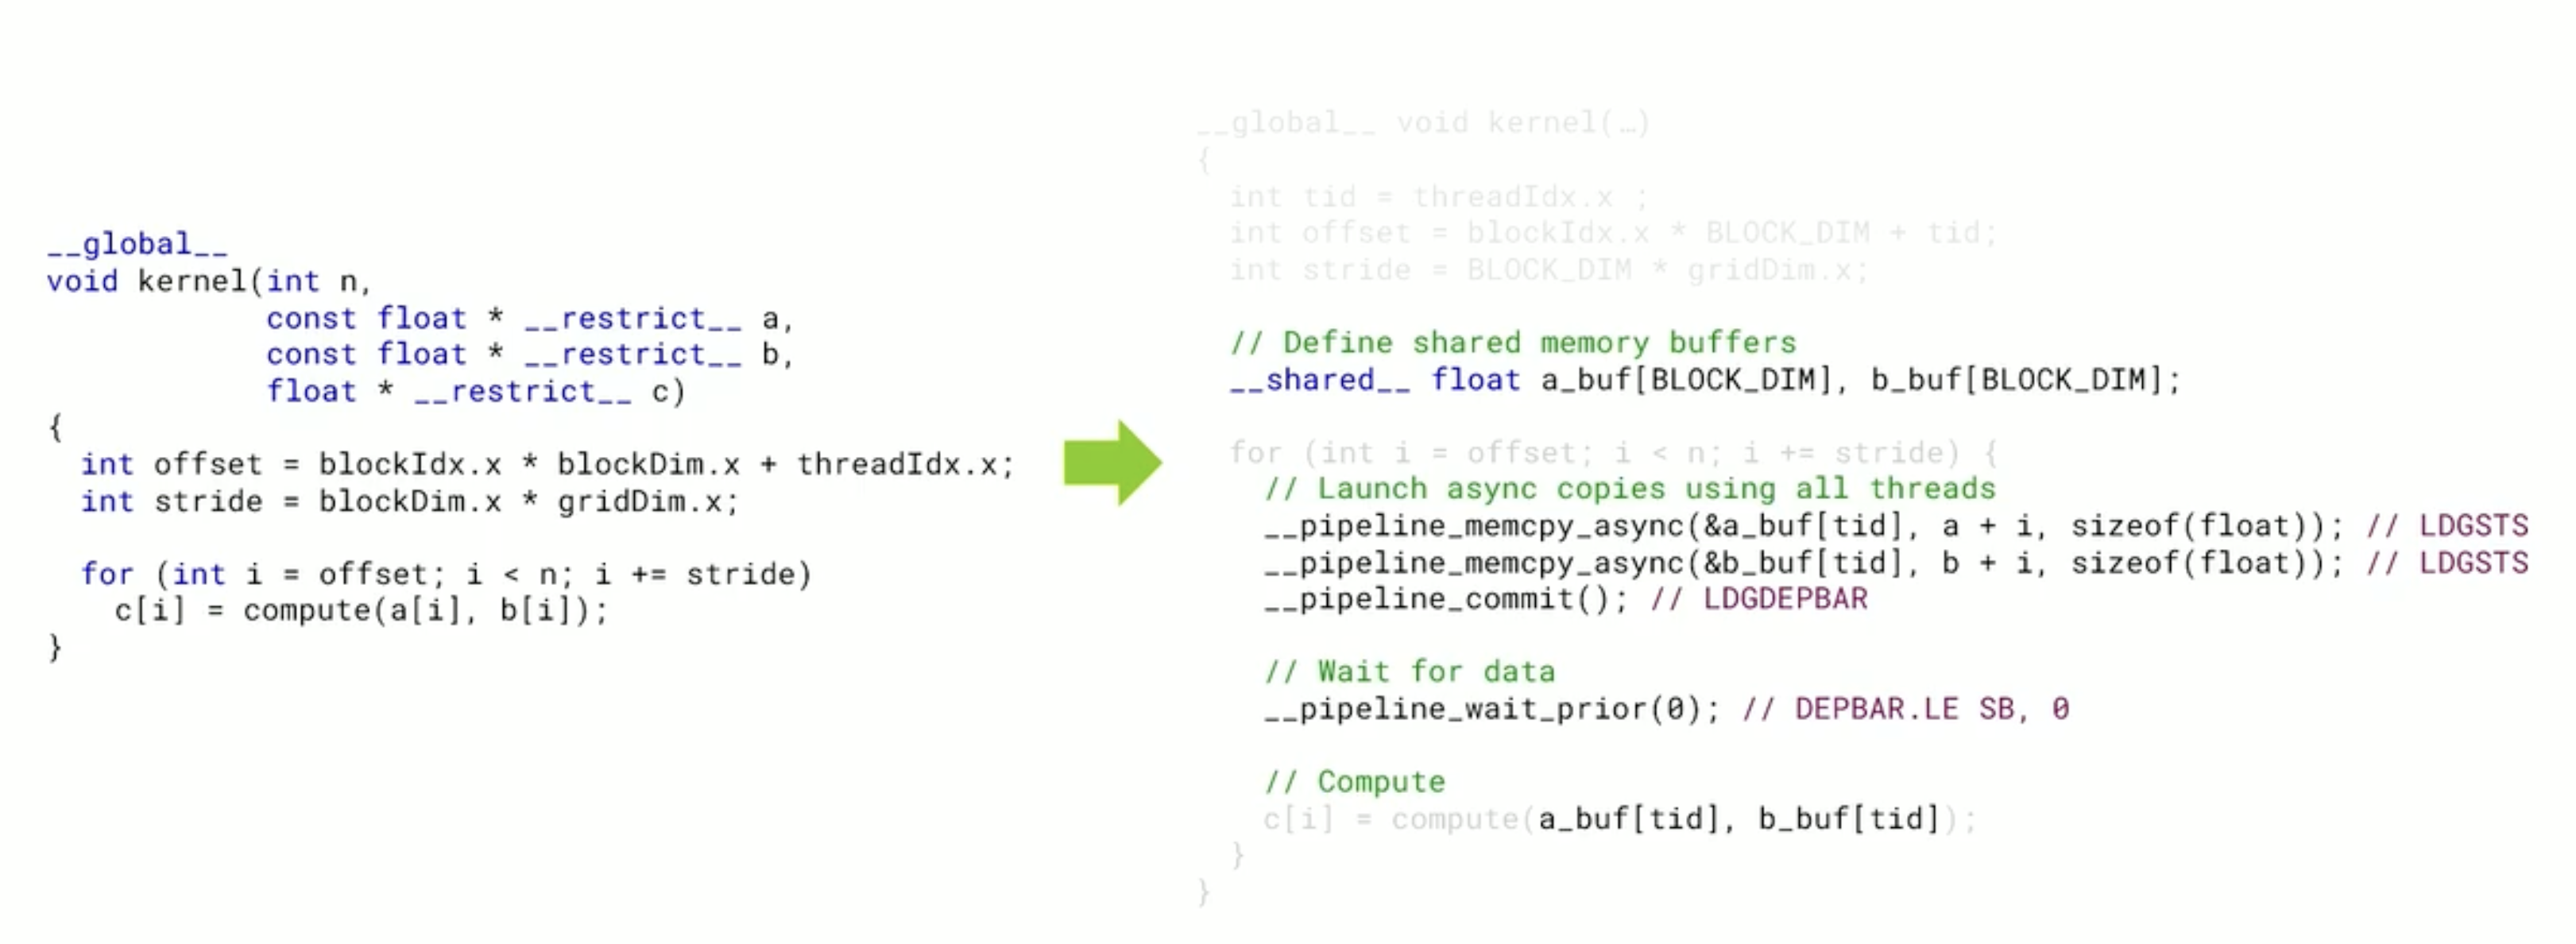 __global__
void kernel(int n,
            const float * __restrict__ a,
            const float * __restrict__ b,
            float * __restrict__ c)
{
  int offset = blockIdx.x * blockDim.x + threadIdx.x;
  int stride = blockDim.x * gridDim.x;
  for (int i = offset; i < n; i += stride)
    c[i] = compute(a[i], b[i]);
}
__global__ void kernel(…)
{
  int tid = threadIdx.x ;
  int offset = blockIdx.x * BLOCK_DIM + tid;
  int stride = BLOCK_DIM * gridDim.x;
  // Define shared memory buffers
  __shared__ float a_buf[BLOCK_DIM], b_buf[BLOCK_DIM];
  for (int i = offset; i < n; i += stride) {
    // Launch async copies using all threads
    __pipeline_memcpy_async(&a_buf[tid], a + i, sizeof(float)); // LDGSTS
    __pipeline_memcpy_async(&b_buf[tid], b + i, sizeof(float)); // LDGSTS
    __pipeline_commit(); // LDGDEPBAR
    // Wait for data
    __pipeline_wait_prior(0); // DEPBAR.LE SB, 0
    // Compute
    c[i] = compute(a_buf[tid], b_buf[tid]);
  }
}